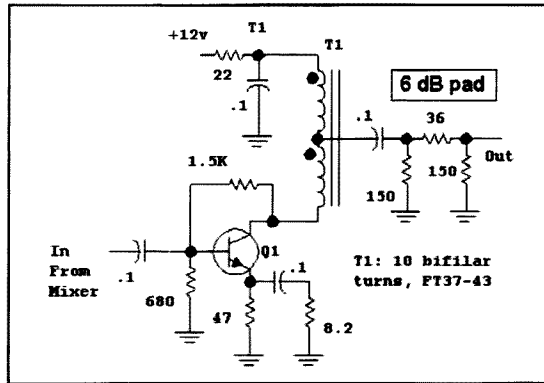 T1
+12v
T1
22
.1
6 dB pad
.1
36
Out
150
150
1.5K
In
From
Mixer
.1
Q1
.1
680
47
8.2
T1: 10 bifilar
turns, FT37-43